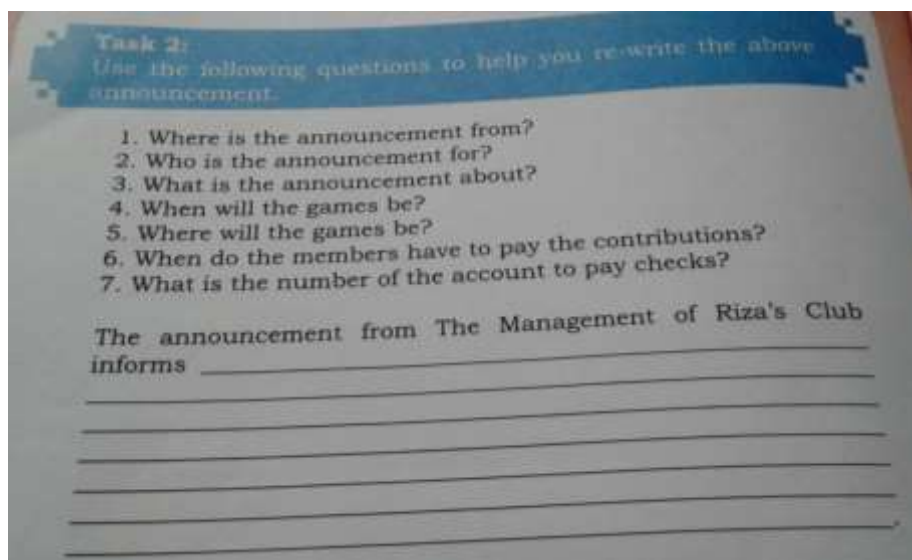 Task 2:
Use the following questions to help you re-write the above
announcement.
1. Where is the announcement from?
2. Who is the announcement for?
3. What is the announcement about?
4. When will the games be?
5. Where will the games be?
6. When do the members have to pay the contributions?
7. What is the number of the account to pay checks?
The announcement from The Management of Riza's Club
informs
.